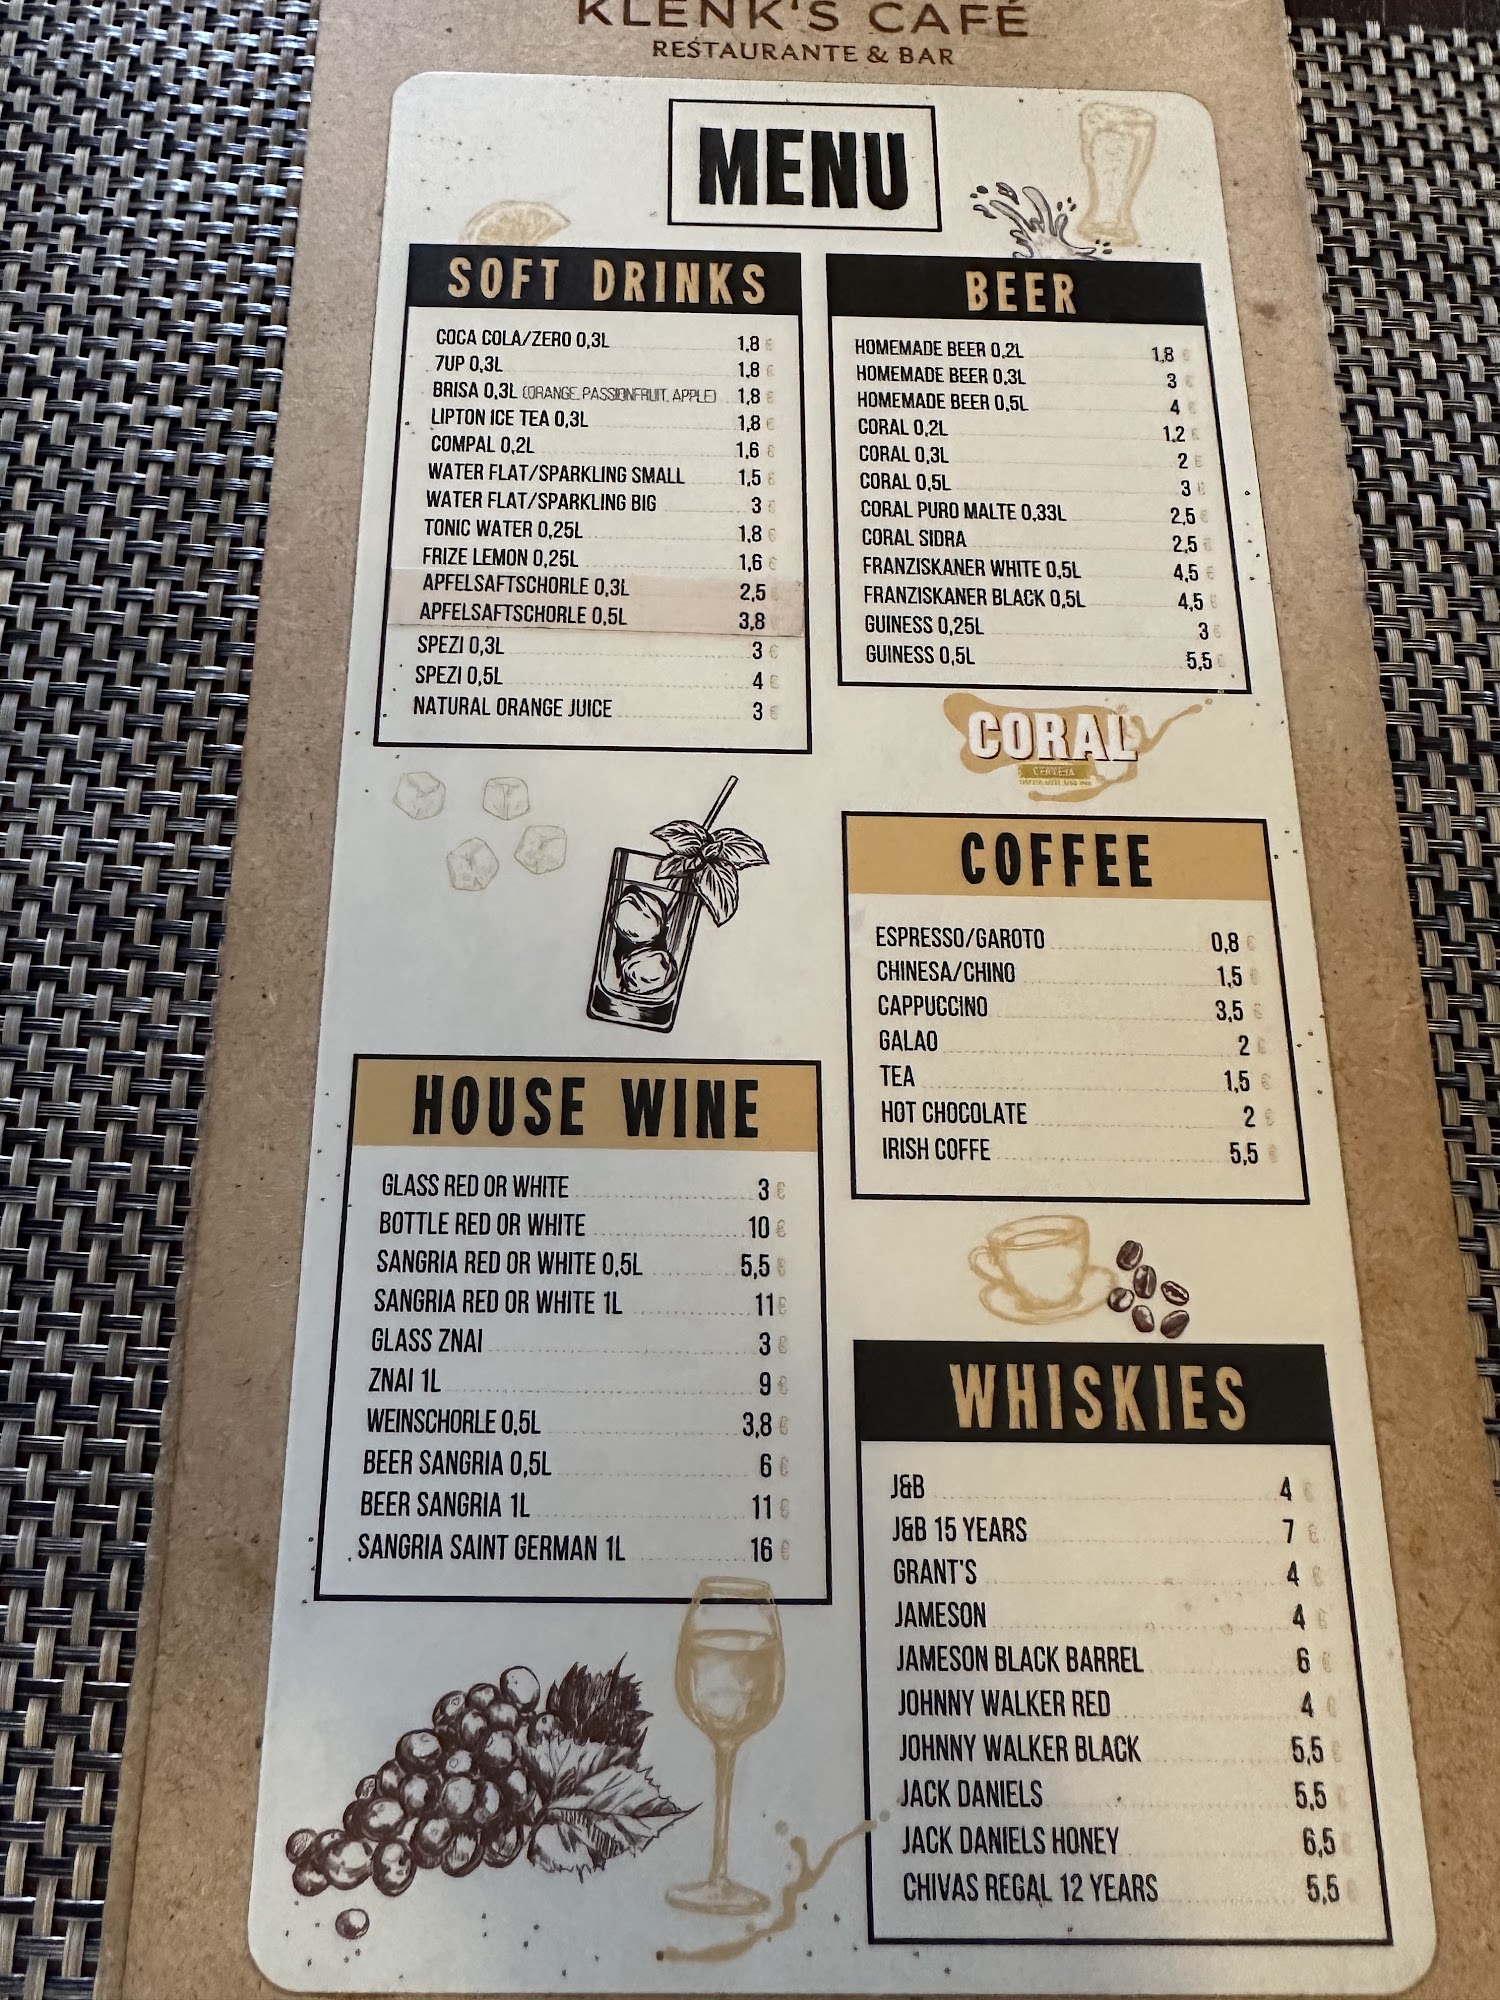 KLENK'S CAFÉ
RESTAURANTE & BAR
MENU
SOFT DRINKS
COCA COLA/ZERO 0,3L 1,8 €
7UP 0,3L 1,8 €
BRISA 0,3L (ORANGE, PASSIONFRUIT, APPLE) 1,8 €
LIPTON ICE TEA 0,3L 1,8 €
COMPAL 0,2L 1,6 €
WATER FLAT/SPARKLING SMALL 1,5 €
WATER FLAT/SPARKLING BIG 3 €
TONIC WATER 0,25L 1,8 €
FRIZE LEMON 0,25L 1,6 €
APFELSAFTSCHORLE 0,3L 2,5 €
APFELSAFTSCHORLE 0,5L 3,8 €
SPEZI 0,3L 3 €
SPEZI 0,5L 4 €
NATURAL ORANGE JUICE 3 €
BEER
HOMEMADE BEER 0,2L 1,8 €
HOMEMADE BEER 0,3L 3 €
HOMEMADE BEER 0,5L 4 €
CORAL 0,2L 1,2 €
CORAL 0,3L 2 €
CORAL 0,5L 3 €
CORAL PURO MALTE 0,33L 2,5 €
CORAL SIDRA 2,5 €
FRANZISKANER WHITE 0,5L 4,5 €
FRANZISKANER BLACK 0,5L 4,5 €
GUINESS 0,25L 3 €
GUINESS 0,5L 5,5 €
CORAL
CERVEJA
COFFEE
ESPRESSO/GAROTO 0,8 €
CHINESA/CHINO 1,5 €
CAPPUCCINO 3,5 €
GALAO 2 €
TEA 1,5 €
HOT CHOCOLATE 2 €
IRISH COFFE 5,5 €
HOUSE WINE
GLASS RED OR WHITE 3 €
BOTTLE RED OR WHITE 10 €
SANGRIA RED OR WHITE 0,5L 5,5 €
SANGRIA RED OR WHITE 1L 11 €
GLASS ZNAI 3 €
ZNAI 1L 9 €
WEINSCHORLE 0,5L 3,8 €
BEER SANGRIA 0,5L 6 €
BEER SANGRIA 1L 11 €
SANGRIA SAINT GERMAN 1L 16 €
WHISKIES
J&B 4 €
J&B 15 YEARS 7 €
GRANT'S 4 €
JAMESON 4 €
JAMESON BLACK BARREL 6 €
JOHNNY WALKER RED 4 €
JOHNNY WALKER BLACK 5,5 €
JACK DANIELS 5,5 €
JACK DANIELS HONEY 6,5 €
CHIVAS REGAL 12 YEARS 5,5 €